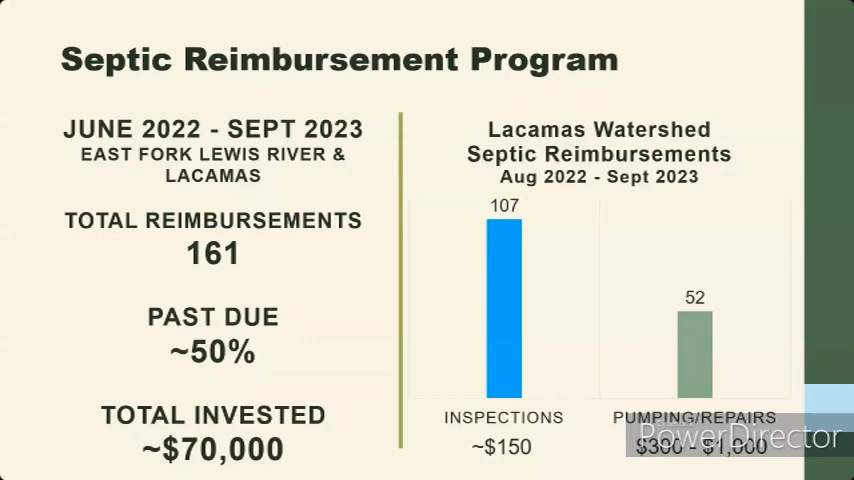 Septic Reimbursement Program
JUNE 2022 - SEPT 2023
EAST FORK LEWIS RIVER &
LACAMAS
TOTAL REIMBURSEMENTS
161
PAST DUE
~50%
TOTAL INVESTED
~$70,000
Lacamas Watershed
Septic Reimbursements
Aug 2022 - Sept 2023
107
52
INSPECTIONS
PUMPING/REPAIRS
~$150
$300 - $1,000
PowerDirector